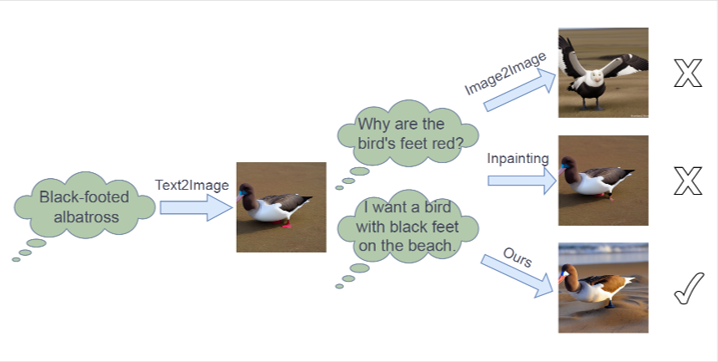 Black-footed
albatross
Text2Image
Why are the
bird's feet red?
I want a bird
with black feet
on the beach.
Image2Image
X
Inpainting
X
Ours
✓